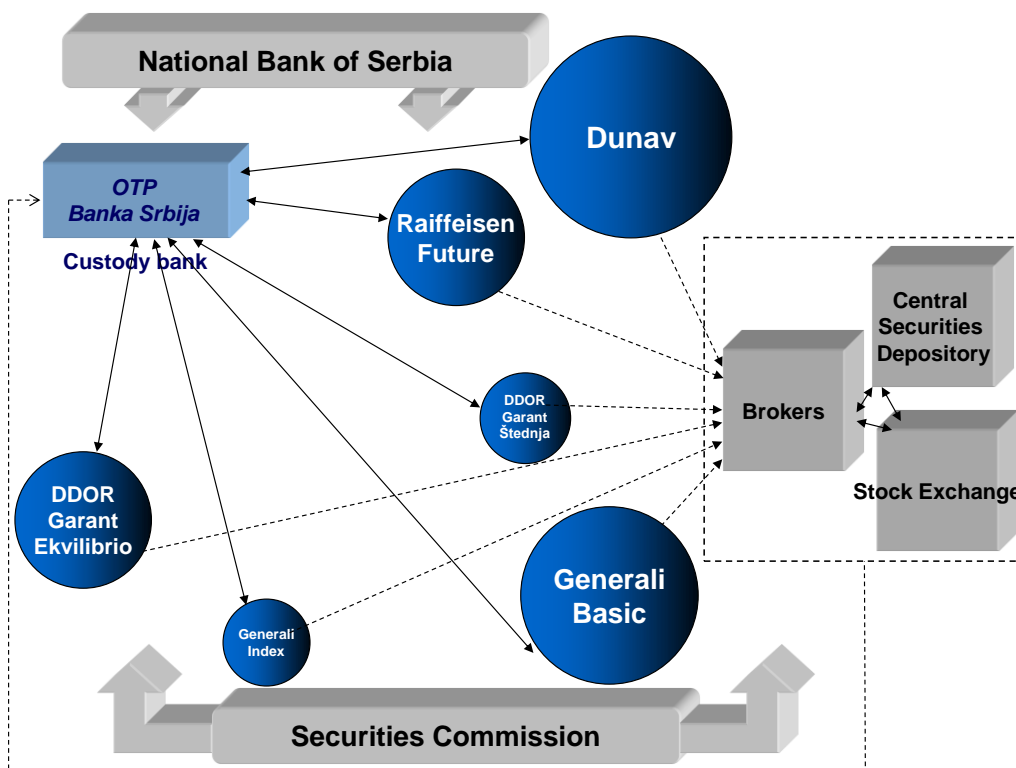 National Bank of Serbia
Dunav
OTP
Banka Srbija
Custody bank
Raiffeisen
Future
Central
Securities
Depository
Brokers
DDOR
Garant
Štednja
Stock Exchange
DDOR
Garant
Ekvilibrio
Generali
Basic
Generali
Index
Securities Commission